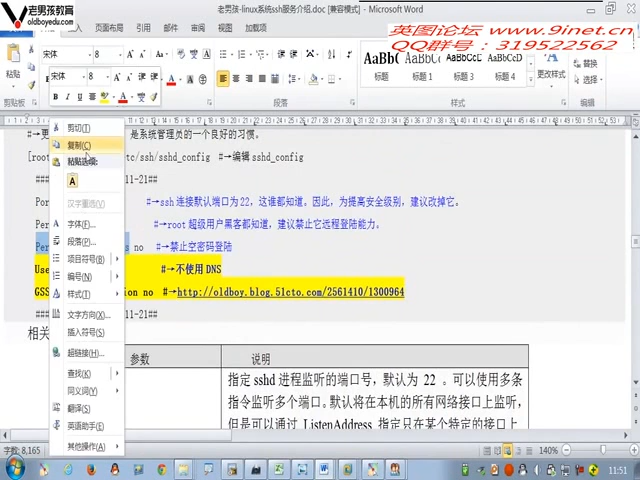 老男孩教育
oldboyedu.com
老男孩-linux系统ssh服务介绍.doc [兼容模式] - Microsoft Word
英图论坛 www.9inet.cn
QQ群号：319522562
页面布局 引用 邮件 审阅 视图 加载项
粘贴
宋体 8
宋体 8
AaBb( AaBbC AaBbCcD AaBbCcD
标题 标题 1
更改样式
替换
选择
编辑
剪贴板
段落
样式
#→更 是系统管理员的一个良好的习惯。
[root tc/ssh/sshd_config #→编辑 sshd_config
### 11-21##
Por #→ssh 连接默认端口为 22，这谁都知道。因此，为提高安全级别，建议改掉它。
Per #→root 超级用户黑客都知道，建议禁止它远程登陆能力。
Per s no #→禁止空密码登陆
Use #→不使用 DNS
GSS ion no #→http://oldboy.blog.51cto.com/2561410/1300964
### 11-21##
相关
参数 说明
指定 sshd 进程监听的端口号，默认为 22 。可以使用多条
指令监听多个端口。默认将在本机的所有网络接口上监听，
但是可以通过 ListenAddress 指定只在某个特定的接口上
剪切(T)
复制(C)
粘贴选项:
A
汉字重选(V)
字体(F)...
段落(P)...
项目符号(B)
编号(N)
样式(T)
文字方向(X)...
插入符号(S)
超链接(H)...
查找(K)
同义词(Y)
翻译(S)
英语助手(E)
其他操作(A)
字数: 8,165
140%
11:51